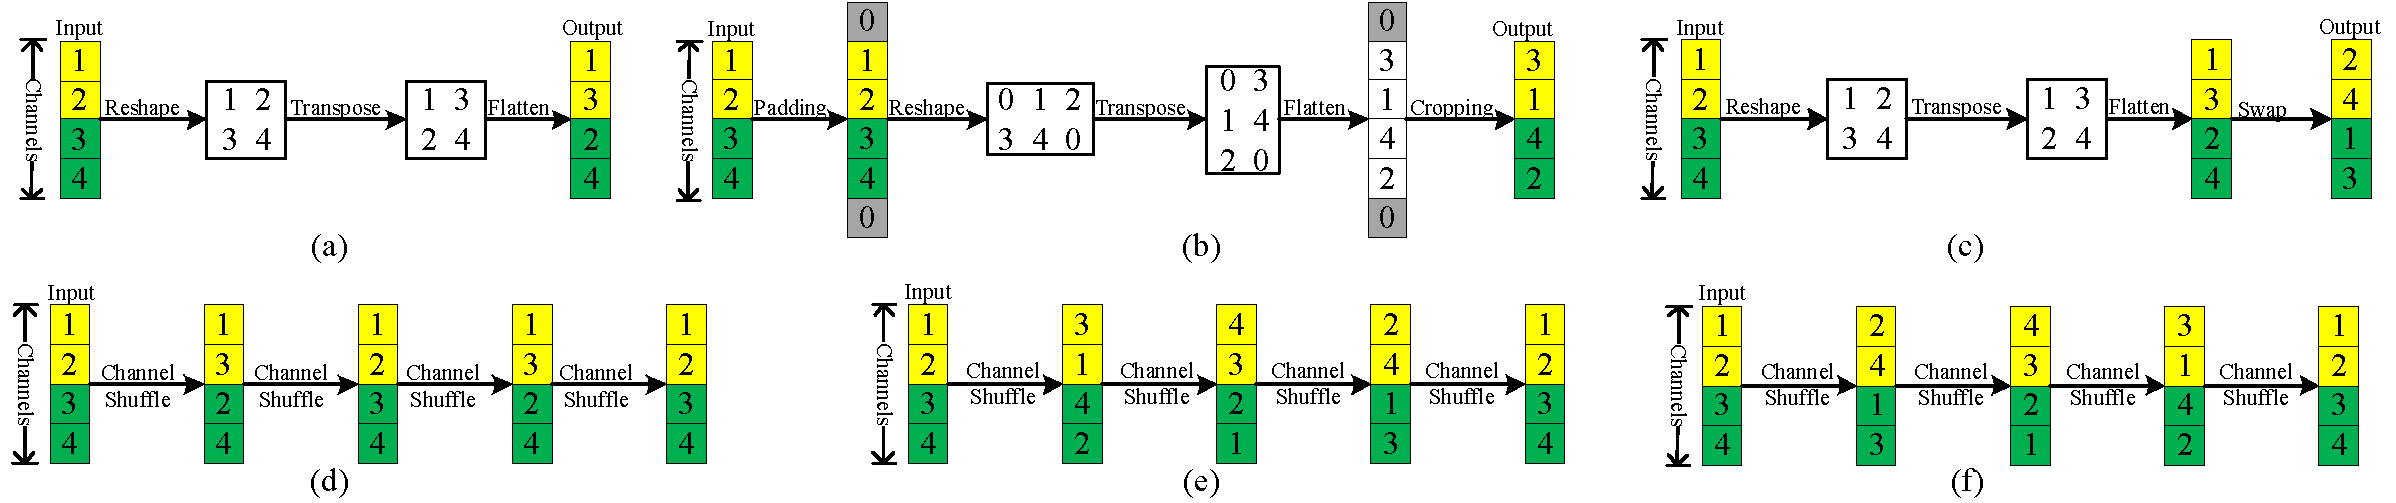 Input
Channels
1
2
3
4
Reshape
1 2
3 4
Transpose
1 3
2 4
Flatten
Output
1
3
2
4
(a)
Input
Channels
1
2
3
4
Padding
0
1
2
3
4
0
Reshape
0 1 2
3 4 0
Transpose
0 3
1 4
2 0
Flatten
0
3
1
4
2
0
Cropping
Output
3
1
4
2
(b)
Input
Channels
1
2
3
4
Reshape
1 2
3 4
Transpose
1 3
2 4
Flatten
1
3
2
4
Swap
Output
2
4
1
3
(c)
Input
Channels
1
2
3
4
Channel
Shuffle
1
3
2
4
Channel
Shuffle
1
2
3
4
Channel
Shuffle
1
3
2
4
Channel
Shuffle
1
2
3
4
(d)
Input
Channels
1
2
3
4
Channel
Shuffle
3
1
4
2
Channel
Shuffle
4
3
2
1
Channel
Shuffle
2
4
1
3
Channel
Shuffle
1
2
3
4
(e)
Input
Channels
1
2
3
4
Channel
Shuffle
2
4
1
3
Channel
Shuffle
4
3
2
1
Channel
Shuffle
3
1
4
2
Channel
Shuffle
1
2
3
4
(f)